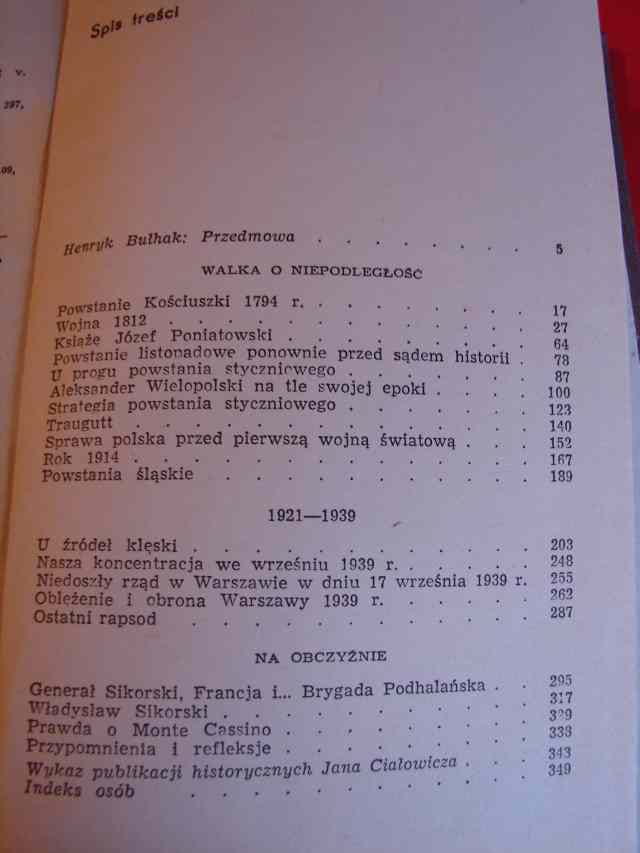 v.
297,
09,
Spis treści
Henryk Bułhak: Przedmowa . . . . . . . 5
WALKA O NIEPODLEGŁOŚĆ
Powstanie Kościuszki 1794 r. . . . . . . . 17
Wojna 1812 . . . . . . . . . . . 27
Książę Józef Poniatowski . . . . . . . . 64
Powstanie listopadowe ponownie przed sądem historii . 78
U progu powstania styczniowego . . . . . . . 87
Aleksander Wielopolski na tle swojej epoki . . . . 100
Strategia powstania styczniowego . . . . . . . 123
Traugutt . . . . . . . . . . . . 140
Sprawa polska przed pierwszą wojną światową . . . 152
Rok 1914 . . . . . . . . . . . . 167
Powstania śląskie . . . . . . . . . . 189
1921—1939
U źródeł klęski . . . . . . . . . . . 203
Nasza koncentracja we wrześniu 1939 r. . . . . . 248
Niedoszły rząd w Warszawie w dniu 17 września 1939 r. 255
Oblężenie i obrona Warszawy 1939 r. . . . . . 262
Ostatni rapsod . . . . . . . . . . . 287
NA OBCZYŹNIE
Generał Sikorski, Francja i... Brygada Podhalańska . . 295
Władysław Sikorski . . . . . . . . . . 317
Prawda o Monte Cassino . . . . . . . . 329
Przypomnienia i refleksje . . . . . . . . 333
Wykaz publikacji historycznych Jana Ciałowicza . . . 343
Indeks osób . . . . . . . . . . . 349